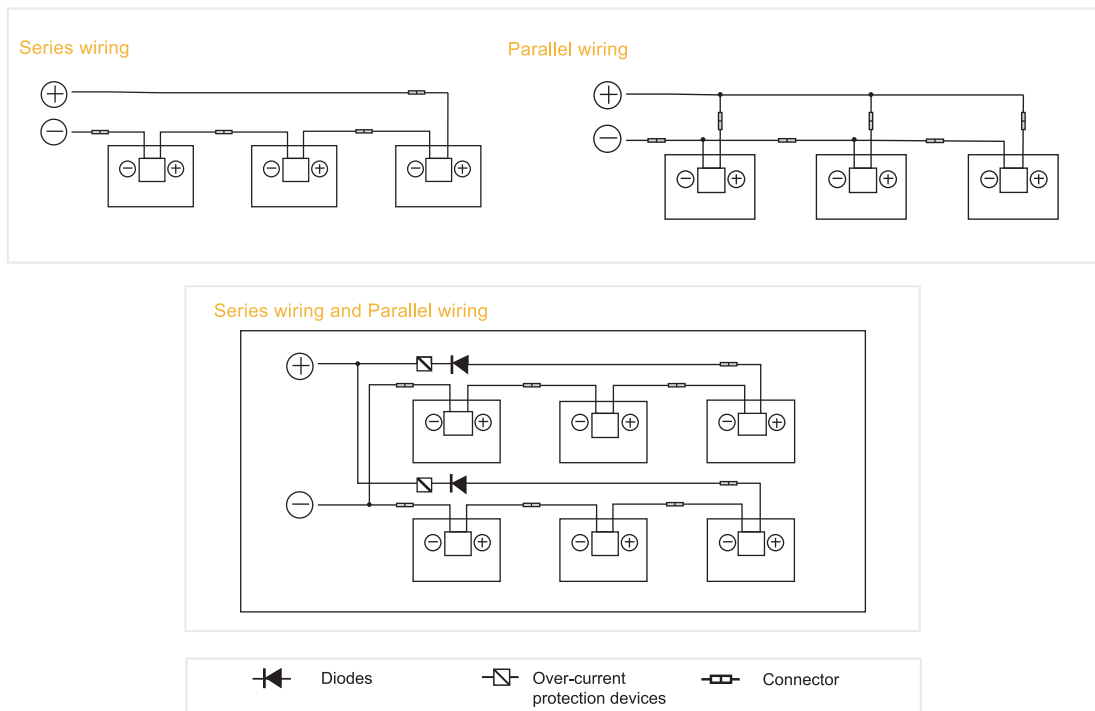 Series wiring
Parallel wiring
Series wiring and Parallel wiring
Diodes
Over-current
protection devices
Connector